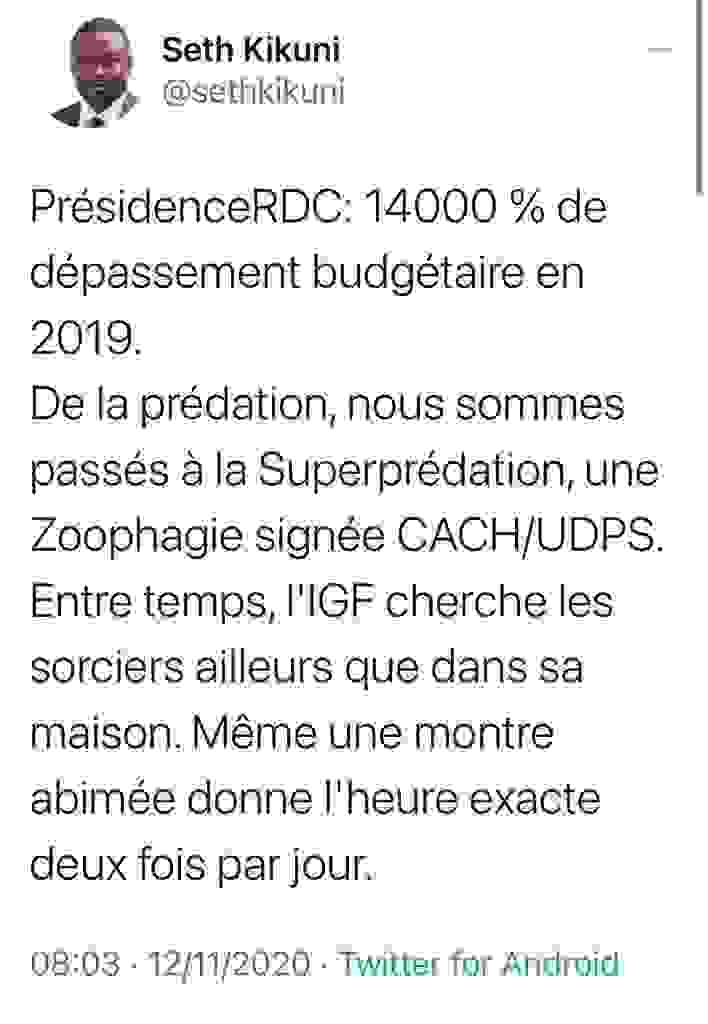 Seth Kikuni
@sethkikuni
PrésidenceRDC: 14000 % de
dépassement budgétaire en
2019.
De la prédation, nous sommes
passés à la Superprédation, une
Zoophagie signée CACH/UDPS.
Entre temps, l'IGF cherche les
sorciers ailleurs que dans sa
maison. Même une montre
abimée donne l'heure exacte
deux fois par jour.
08:03 · 12/11/2020 · Twitter for Android